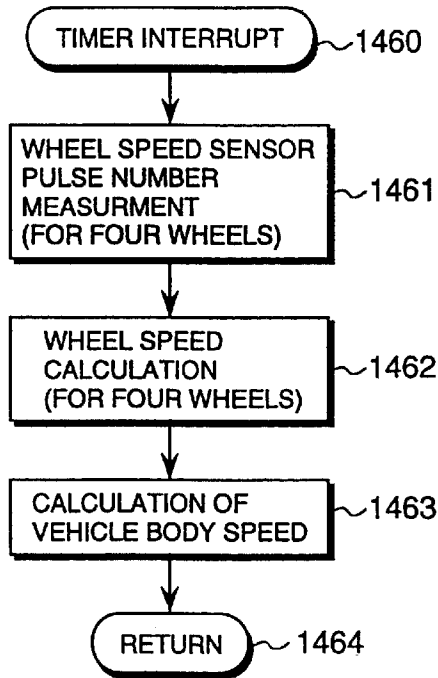 TIMER INTERRUPT
1460
WHEEL SPEED SENSOR
PULSE NUMBER
MEASURMENT
(FOR FOUR WHEELS)
1461
WHEEL SPEED
CALCULATION
(FOR FOUR WHEELS)
1462
CALCULATION OF
VEHICLE BODY SPEED
1463
RETURN
1464